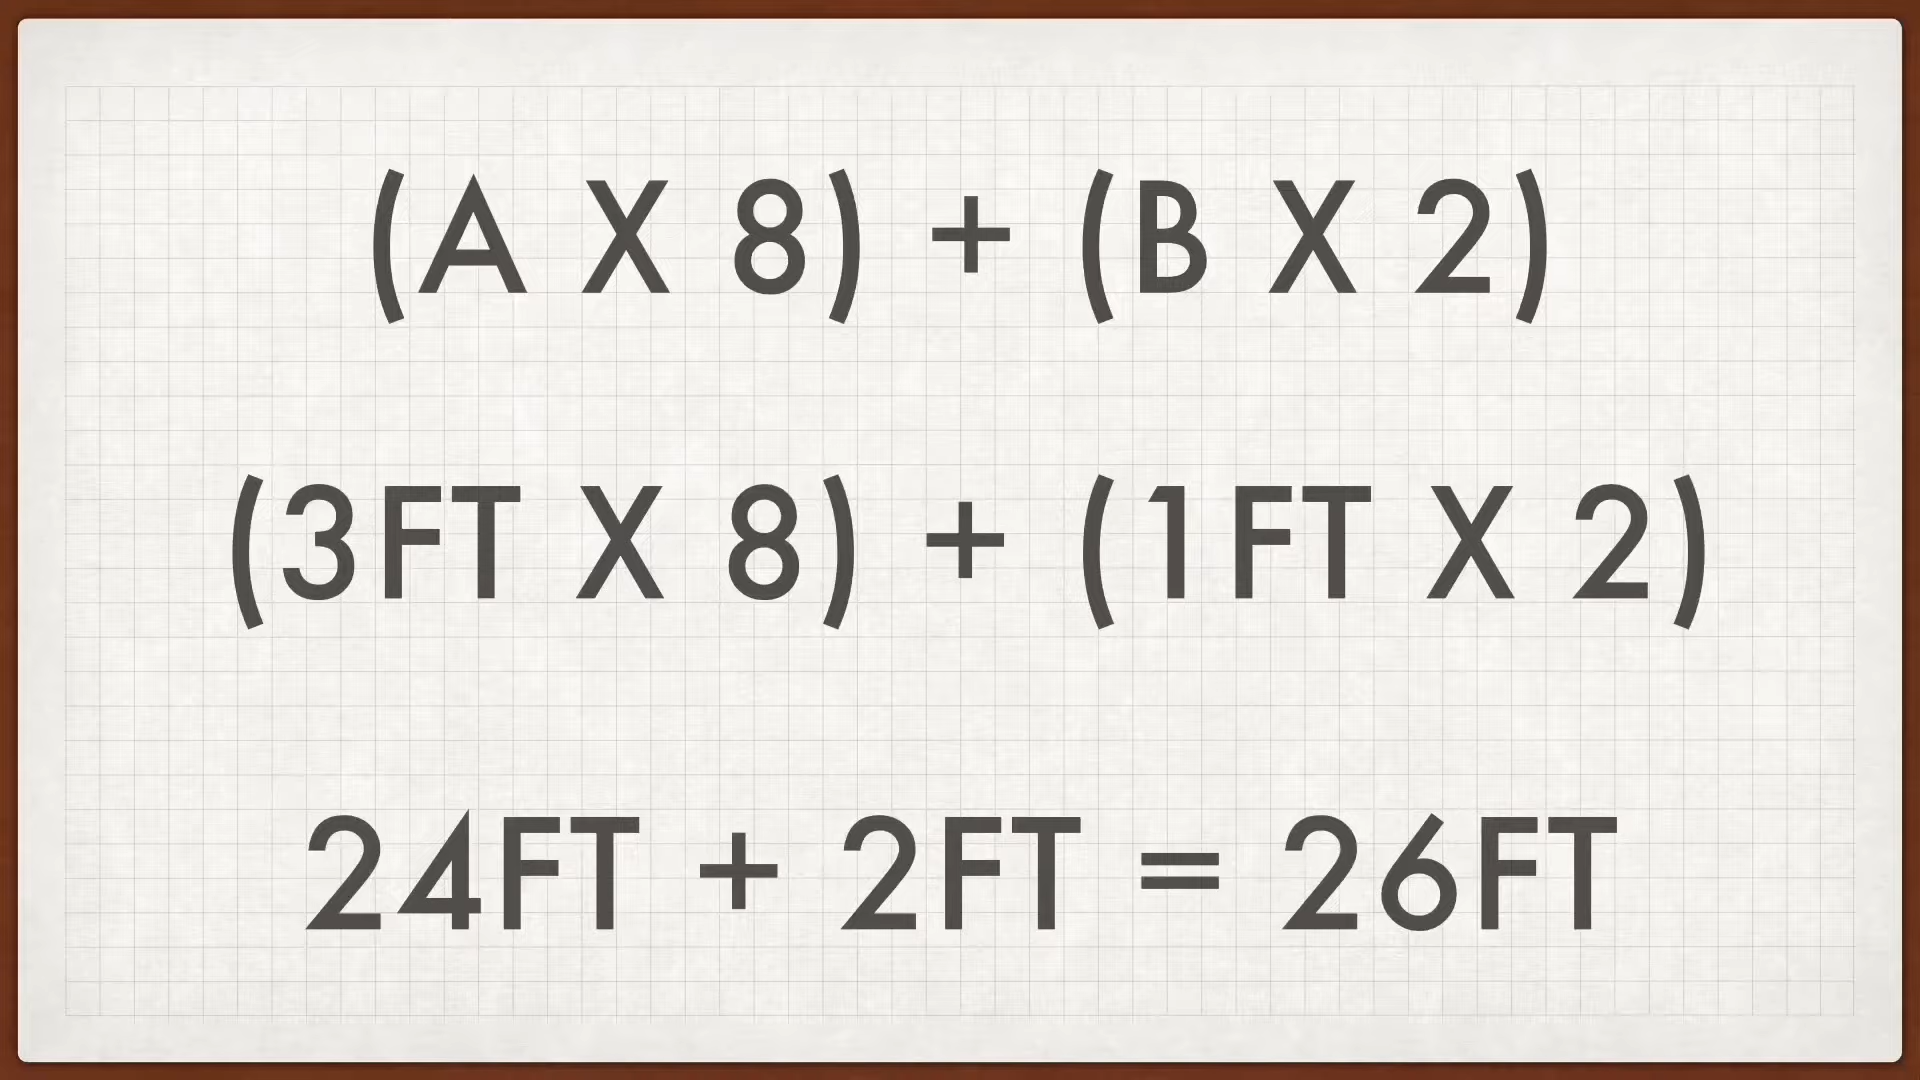 (A X 8) + (B X 2)
(3FT X 8) + (1FT X 2)
24FT + 2FT = 26FT